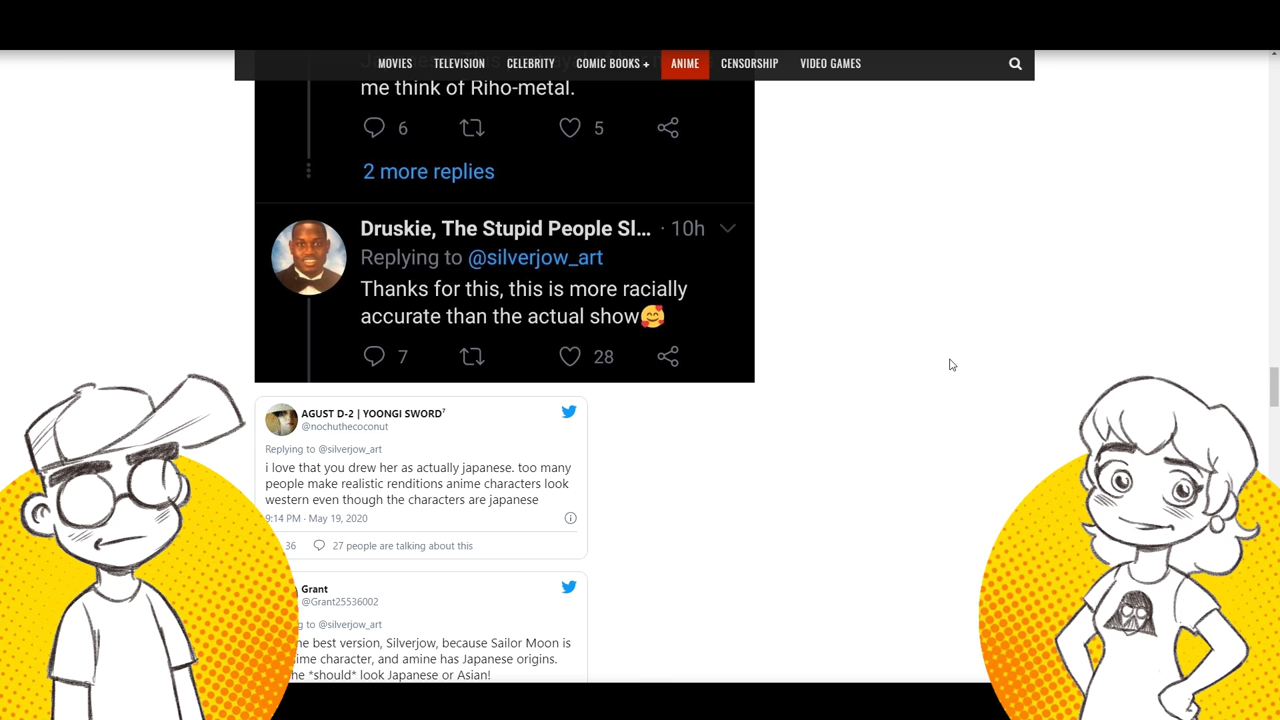 MOVIES TELEVISION CELEBRITY COMIC BOOKS + ANIME CENSORSHIP VIDEO GAMES
me think of Riho-metal.
6 5
2 more replies
Druskie, The Stupid People Sl... · 10h
Replying to @silverjow_art
Thanks for this, this is more racially
accurate than the actual show🥰
7 28
AGUST D-2 | YOONGI SWORD⁷
@nochuthecoconut
Replying to @silverjow_art
i love that you drew her as actually japanese. too many
people make realistic renditions anime characters look
western even though the characters are japanese
9:14 PM · May 19, 2020
36 27 people are talking about this
Grant
@Grant25536002
to @silverjow_art
best version, Silverjow, because Sailor Moon is
character, and amine has Japanese origins.
*should* look Japanese or Asian!